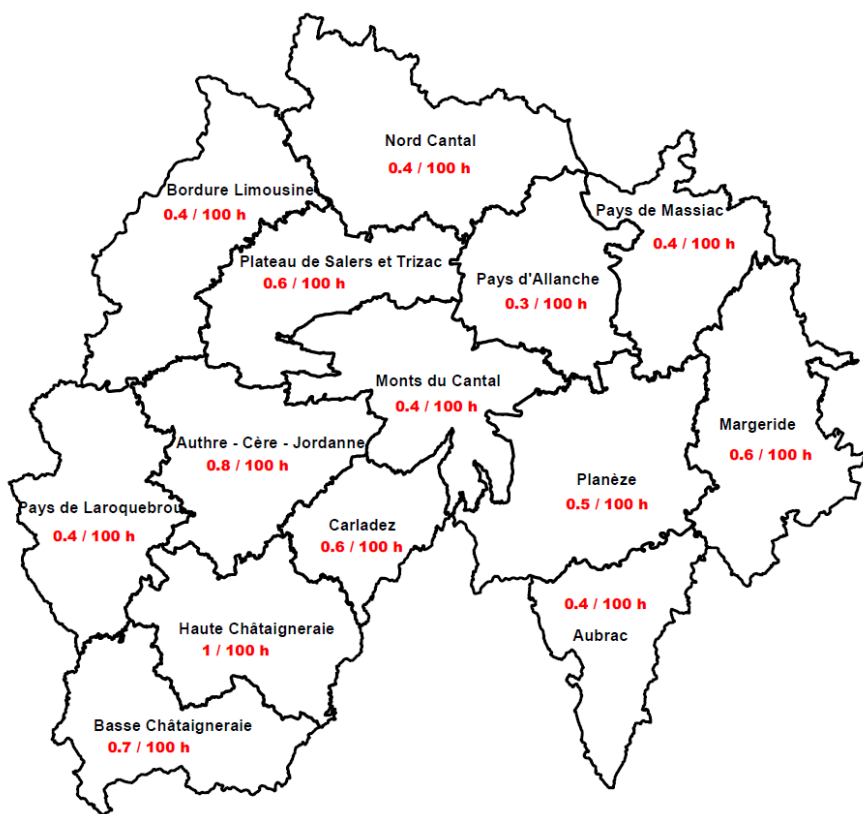 Nord Cantal
0.4 / 100 h
Bordure Limousine
0.4 / 100 h
Pays de Massiac
0.4 / 100 h
Plateau de Salers et Trizac
0.6 / 100 h
Pays d'Allanche
0.3 / 100 h
Monts du Cantal
0.4 / 100 h
Margeride
0.6 / 100 h
Authre - Cère - Jordanne
0.8 / 100 h
Planèze
0.5 / 100 h
Pays de Laroquebrou
0.4 / 100 h
Carladez
0.6 / 100 h
0.4 / 100 h
Aubrac
Haute Châtaigneraie
1 / 100 h
Basse Châtaigneraie
0.7 / 100 h